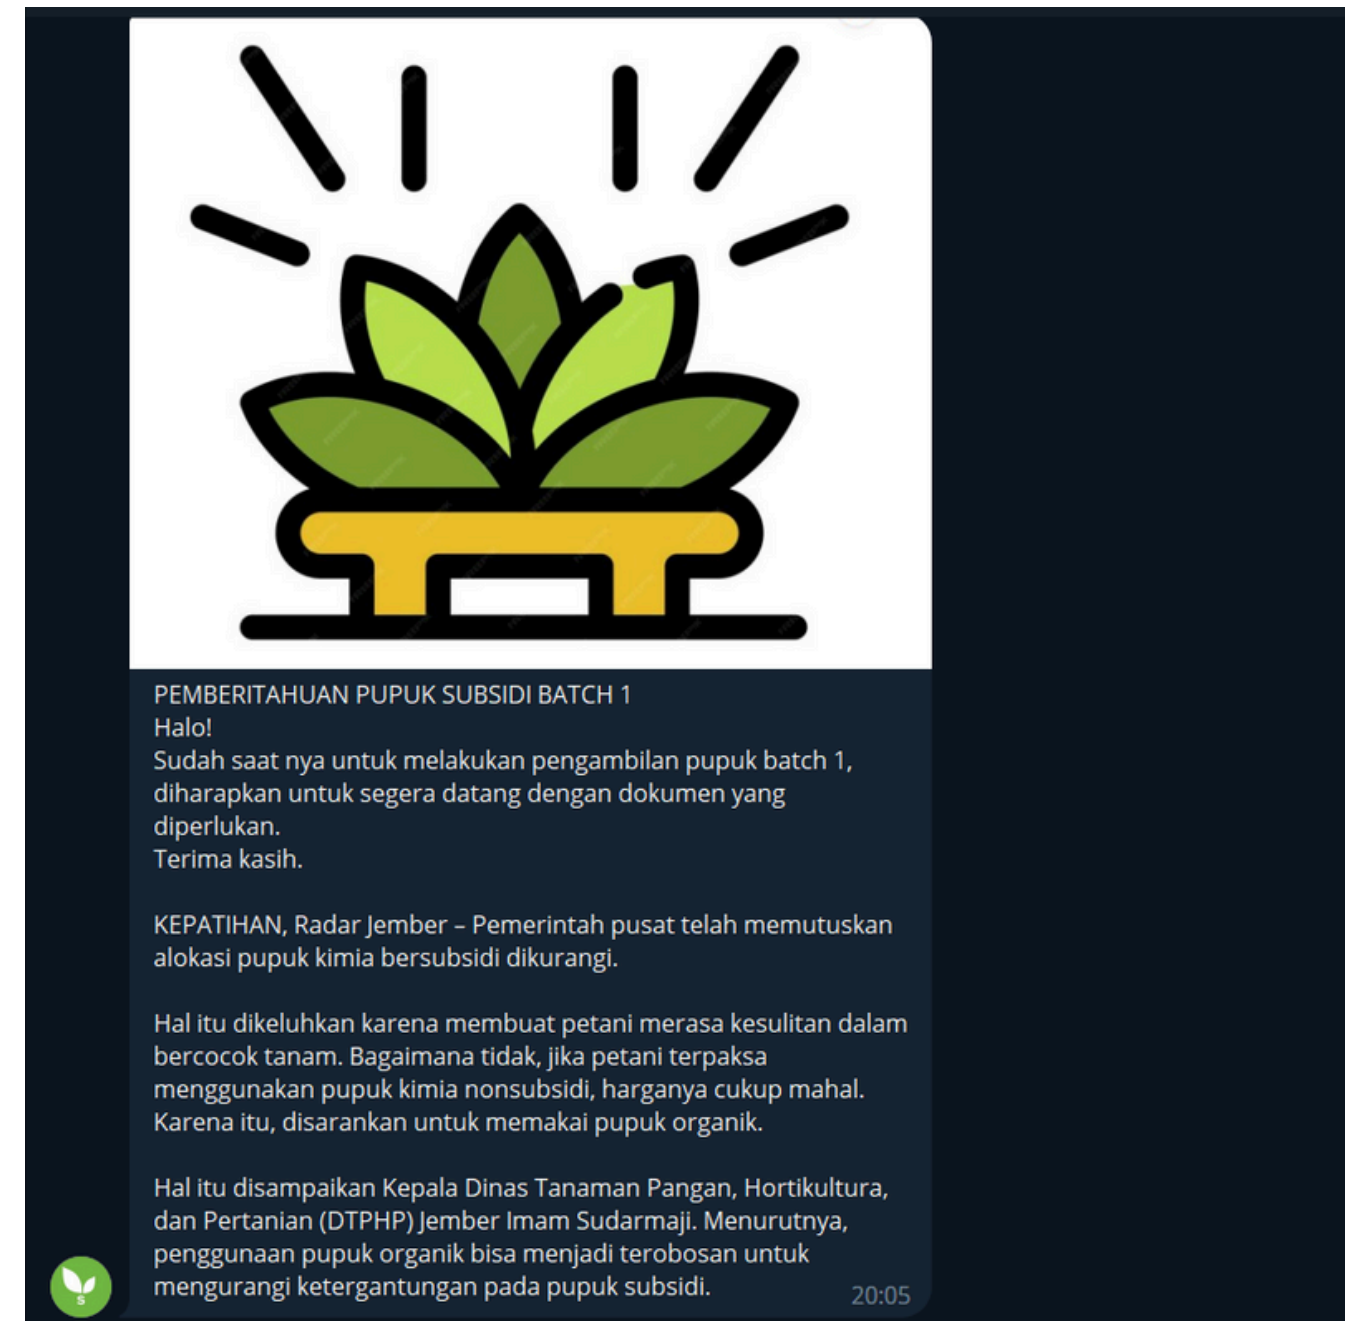 PEMBERITAHUAN PUPUK SUBSIDI BATCH 1
Halo!
Sudah saat nya untuk melakukan pengambilan pupuk batch 1,
diharapkan untuk segera datang dengan dokumen yang
diperlukan.
Terima kasih.
KEPATIHAN, Radar Jember – Pemerintah pusat telah memutuskan
alokasi pupuk kimia bersubsidi dikurangi.
Hal itu dikeluhkan karena membuat petani merasa kesulitan dalam
bercocok tanam. Bagaimana tidak, jika petani terpaksa
menggunakan pupuk kimia nonsubsidi, harganya cukup mahal.
Karena itu, disarankan untuk memakai pupuk organik.
Hal itu disampaikan Kepala Dinas Tanaman Pangan, Hortikultura,
dan Pertanian (DTPHP) Jember Imam Sudarmaji. Menurutnya,
penggunaan pupuk organik bisa menjadi terobosan untuk
mengurangi ketergantungan pada pupuk subsidi.
20:05
S